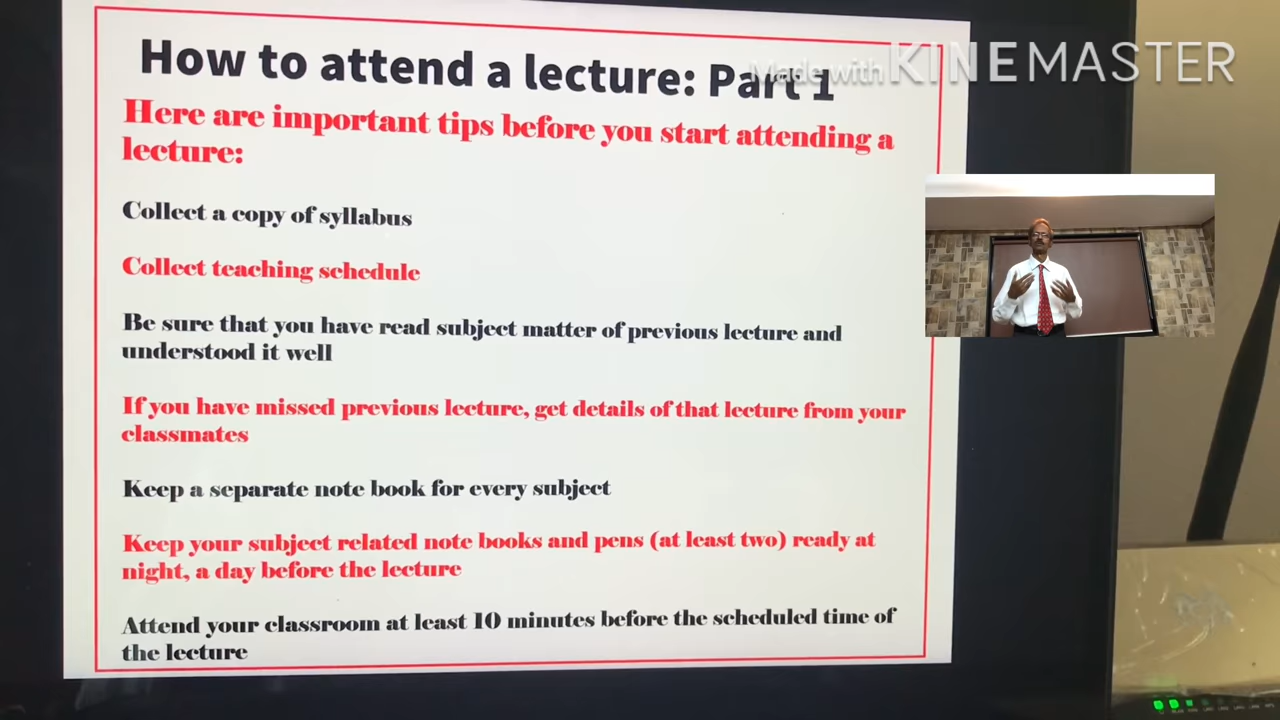 How to attend a lecture: Part 1
Made with KINEMASTER
Here are important tips before you start attending a
lecture:
Collect a copy of syllabus
Collect teaching schedule
Be sure that you have read subject matter of previous lecture and
understood it well
If you have missed previous lecture, get details of that lecture from your
classmates
Keep a separate note book for every subject
Keep your subject related note books and pens (at least two) ready at
night, a day before the lecture
Attend your classroom at least 10 minutes before the scheduled time of
the lecture